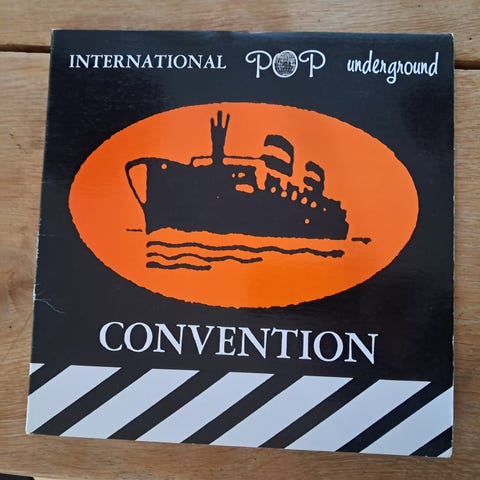 INTERNATIONAL POP underground
CONVENTION